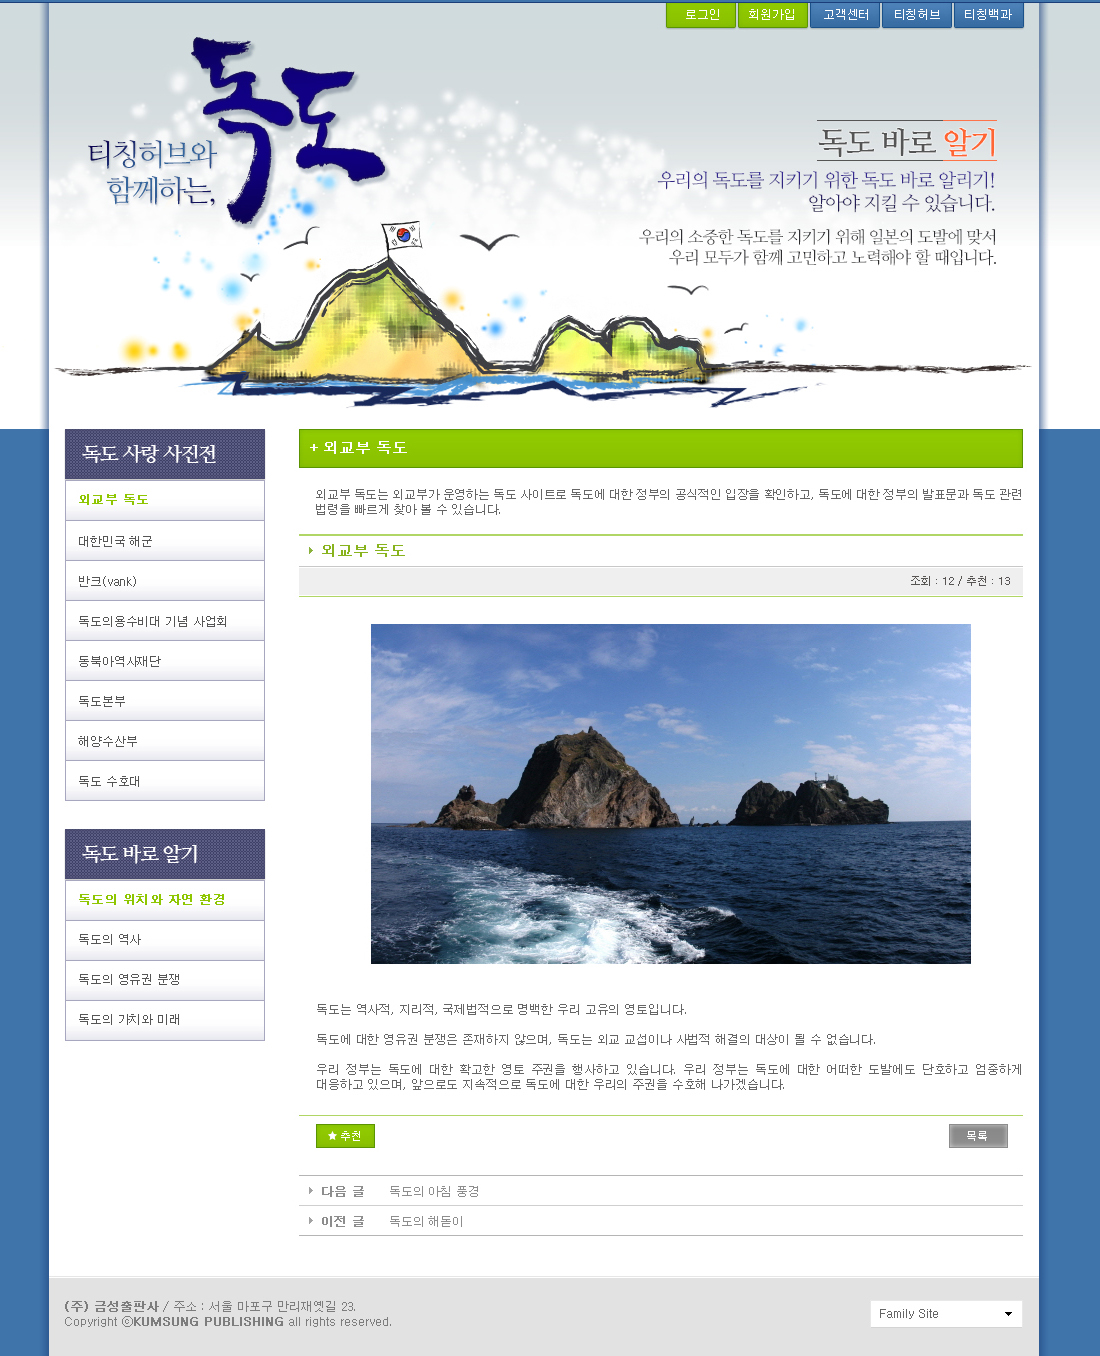 로그인 회원가입 고객센터 티칭허브 티칭백과
독도
티칭허브와
함께하는,
독도 바로 알기
우리의 독도를 지키기 위한 독도 바로 알리기!
알아야 지킬 수 있습니다.
우리의 소중한 독도를 지키기 위해 일본의 도발에 맞서
우리 모두가 함께 고민하고 노력해야 할 때입니다.
독도 사랑 사진전
외교부 독도
대한민국 해군
반크(vank)
독도의용수비대 기념 사업회
동북아역사재단
독도본부
해양수산부
독도 수호대
독도 바로 알기
독도의 위치와 자연 환경
독도의 역사
독도의 영유권 분쟁
독도의 가치와 미래
+ 외교부 독도
외교부 독도는 외교부가 운영하는 독도 사이트로 독도에 대한 정부의 공식적인 입장을 확인하고, 독도에 대한 정부의 발표문과 독도 관련
법령을 빠르게 찾아 볼 수 있습니다.
외교부 독도
조회 : 12 / 추천 : 13
독도는 역사적, 지리적, 국제법적으로 명백한 우리 고유의 영토입니다.
독도에 대한 영유권 분쟁은 존재하지 않으며, 독도는 외교 교섭이나 사법적 해결의 대상이 될 수 없습니다.
우리 정부는 독도에 대한 확고한 영토 주권을 행사하고 있습니다. 우리 정부는 독도에 대한 어떠한 도발에도 단호하고 엄중하게
대응하고 있으며, 앞으로도 지속적으로 독도에 대한 우리의 주권을 수호해 나가겠습니다.
★ 추천 목록
다음 글 독도의 아침 풍경
이전 글 독도의 해돋이
(주) 금성출판사 / 주소 : 서울 마포구 만리재옛길 23.
Copyright ⓒKUMSUNG PUBLISHING all rights reserved.
Family Site